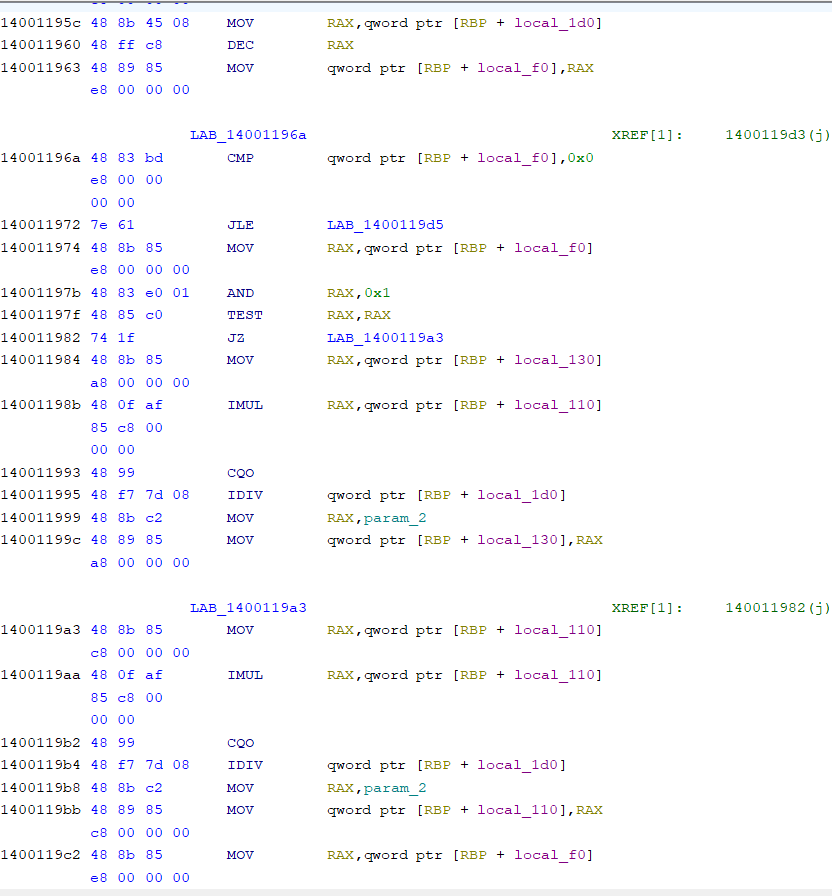 14001195c 48 8b 45 08 MOV RAX,qword ptr [RBP + local_1d0]
140011960 48 ff c8 DEC RAX
140011963 48 89 85 MOV qword ptr [RBP + local_f0],RAX
e8 00 00 00
LAB_14001196a XREF[1]: 1400119d3(j)
14001196a 48 83 bd CMP qword ptr [RBP + local_f0],0x0
e8 00 00
00 00
140011972 7e 61 JLE LAB_1400119d5
140011974 48 8b 85 MOV RAX,qword ptr [RBP + local_f0]
e8 00 00 00
14001197b 48 83 e0 01 AND RAX,0x1
14001197f 48 85 c0 TEST RAX,RAX
140011982 74 1f JZ LAB_1400119a3
140011984 48 8b 85 MOV RAX,qword ptr [RBP + local_130]
a8 00 00 00
14001198b 48 0f af IMUL RAX,qword ptr [RBP + local_110]
85 c8 00
00 00
140011993 48 99 CQO
140011995 48 f7 7d 08 IDIV qword ptr [RBP + local_1d0]
140011999 48 8b c2 MOV RAX,param_2
14001199c 48 89 85 MOV qword ptr [RBP + local_130],RAX
a8 00 00 00
LAB_1400119a3 XREF[1]: 140011982(j)
1400119a3 48 8b 85 MOV RAX,qword ptr [RBP + local_110]
c8 00 00 00
1400119aa 48 0f af IMUL RAX,qword ptr [RBP + local_110]
85 c8 00
00 00
1400119b2 48 99 CQO
1400119b4 48 f7 7d 08 IDIV qword ptr [RBP + local_1d0]
1400119b8 48 8b c2 MOV RAX,param_2
1400119bb 48 89 85 MOV qword ptr [RBP + local_110],RAX
c8 00 00 00
1400119c2 48 8b 85 MOV RAX,qword ptr [RBP + local_f0]
e8 00 00 00